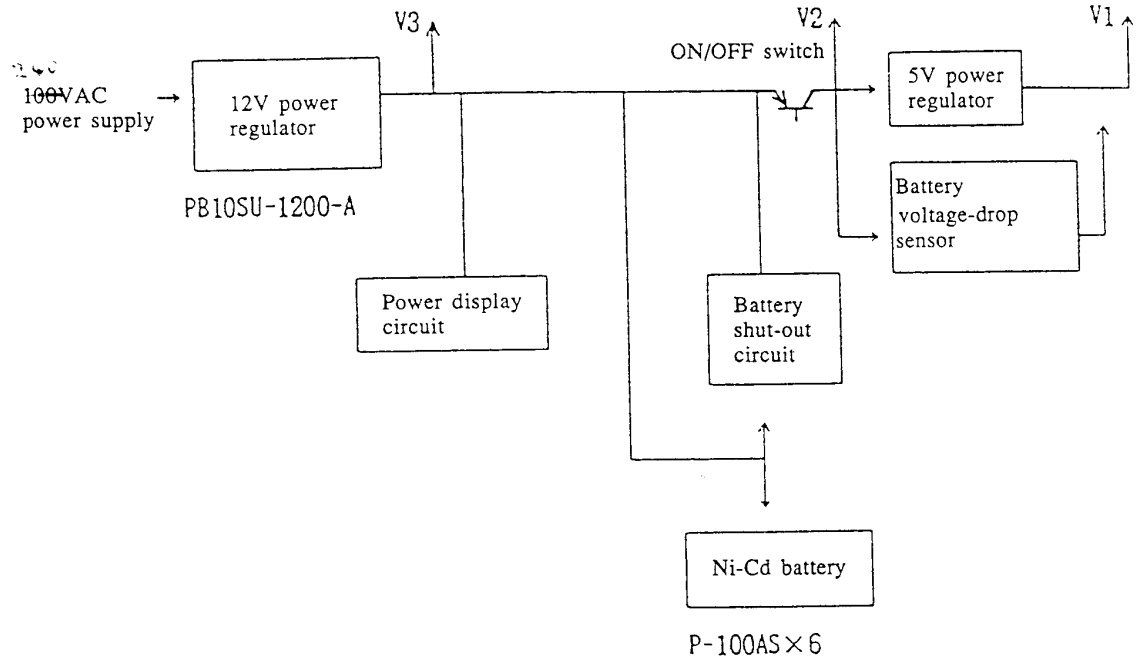 V3
V2
V1
ON/OFF switch
240
100VAC
power supply
12V power
regulator
5V power
regulator
PB10SU-1200-A
Battery
voltage-drop
sensor
Power display
circuit
Battery
shut-out
circuit
Ni-Cd battery
P-100AS×6